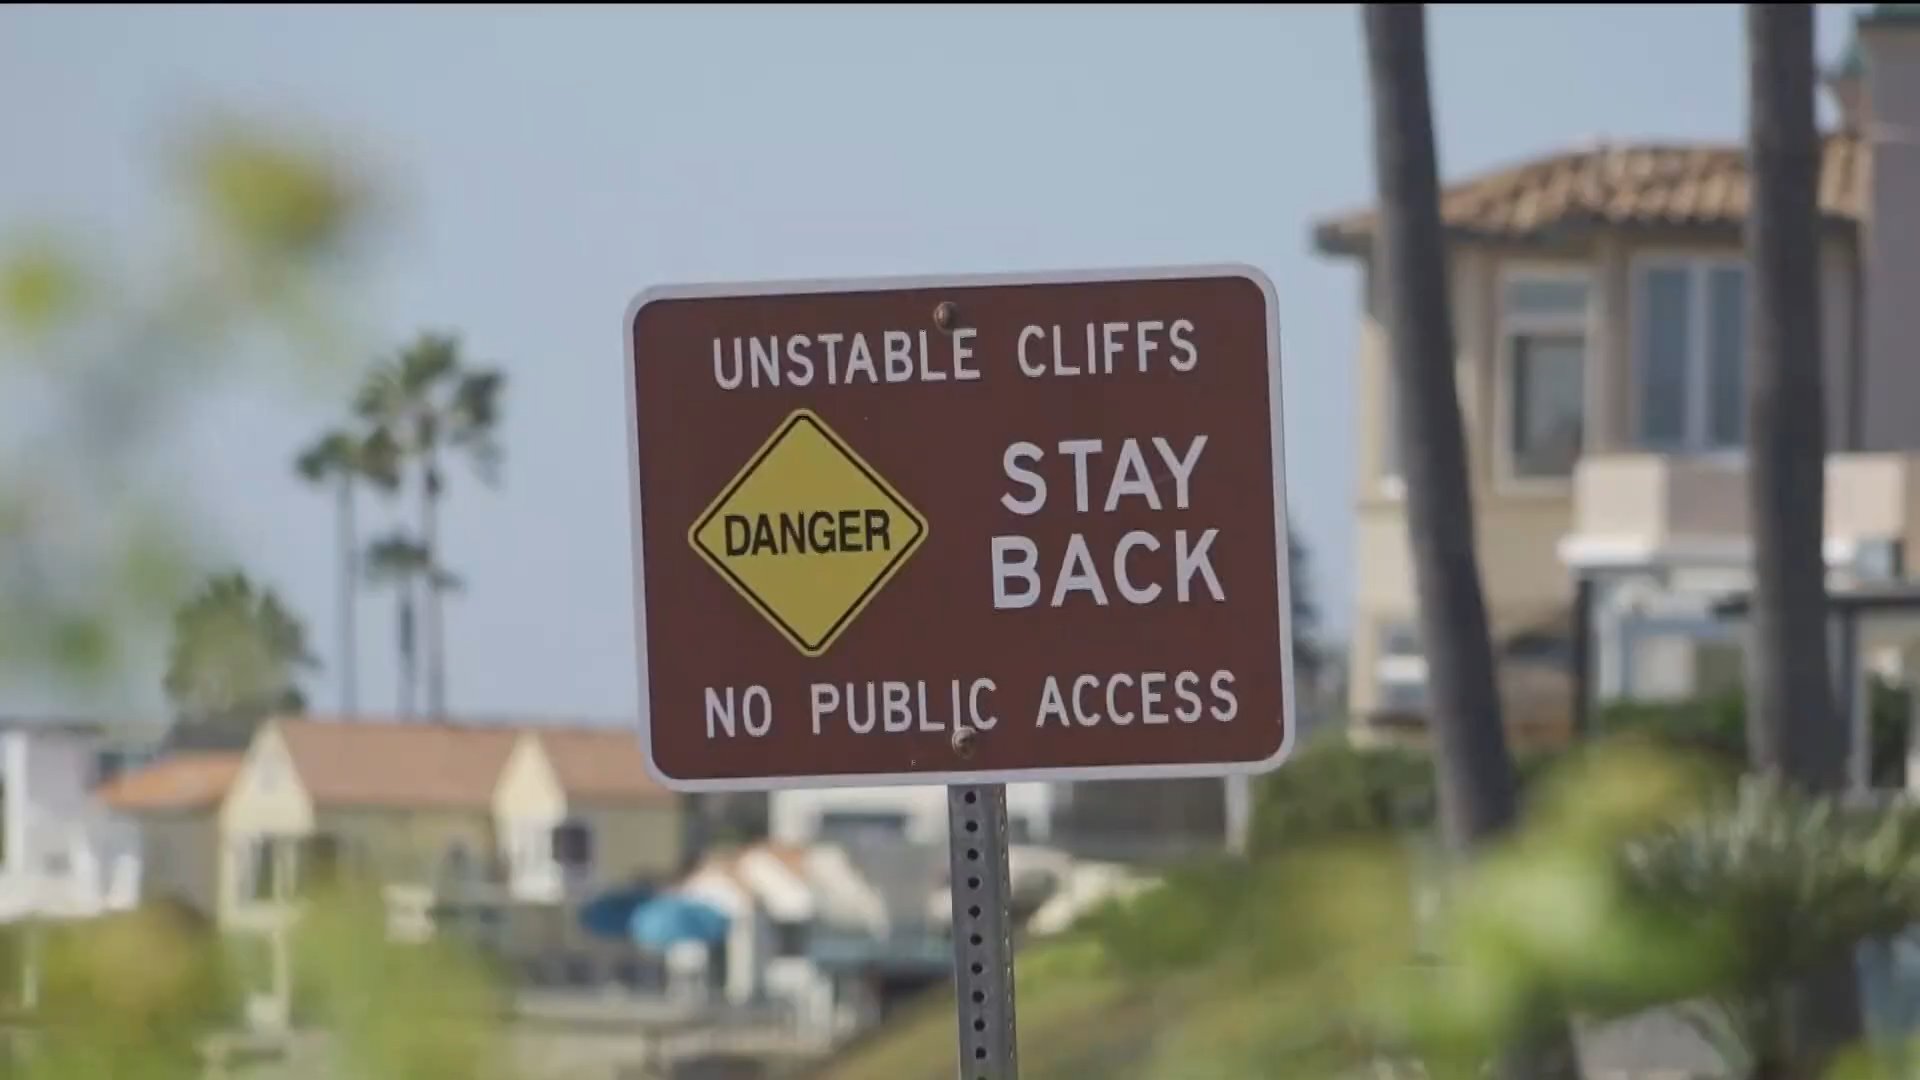 UNSTABLE CLIFFS
DANGER
STAY
BACK
NO PUBLIC ACCESS